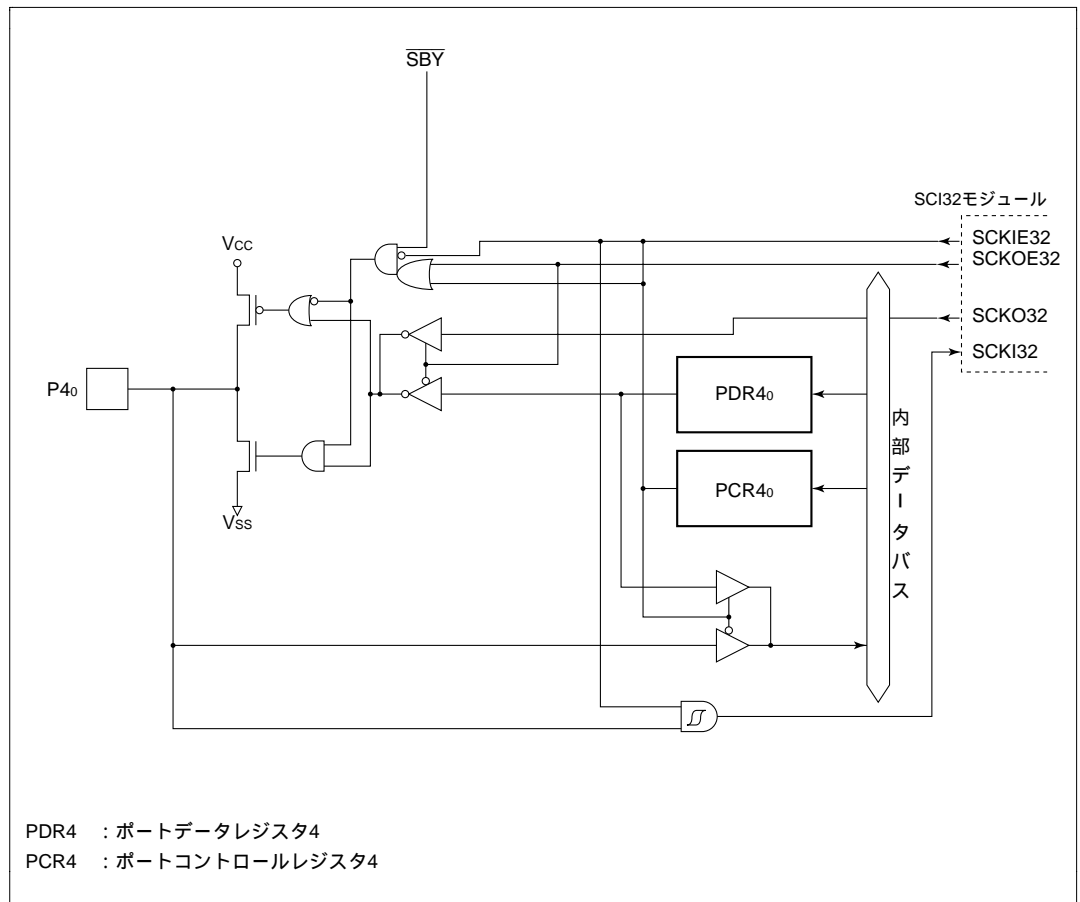 SBY
SCI32モジュール
SCKIE32
SCKOE32
VCC
SCKO32
SCKI32
P40
PDR40
PCR40
内部データバス
VSS
PDR4 :ポートデータレジスタ4
PCR4 :ポートコントロールレジスタ4